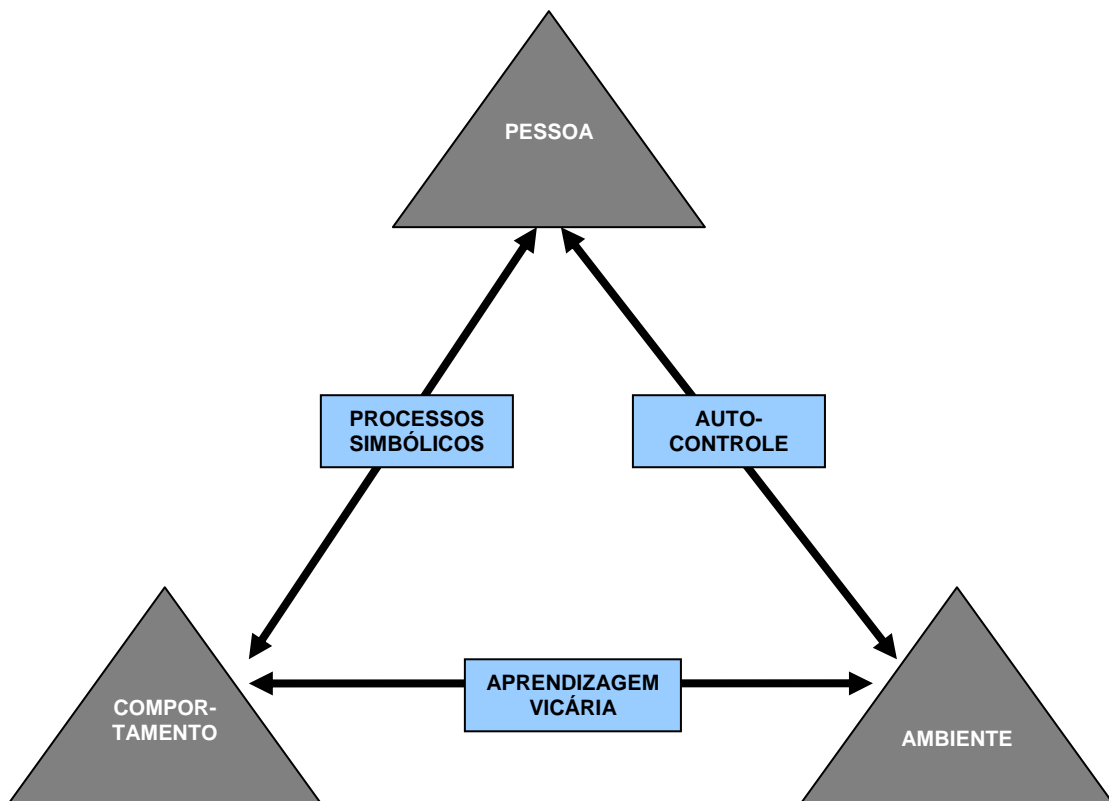 PESSOA
PROCESSOS
SIMBÓLICOS
AUTO-
CONTROLE
APRENDIZAGEM
VICÁRIA
COMPOR-
TAMENTO
AMBIENTE